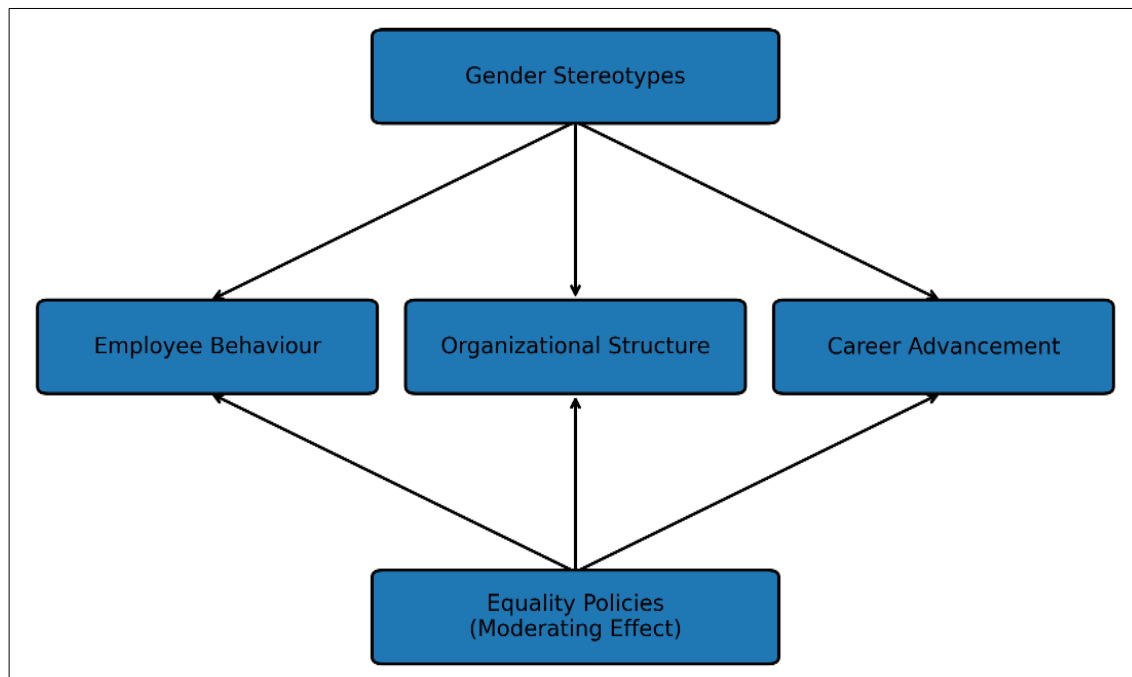 Gender Stereotypes
Employee Behaviour
Organizational Structure
Career Advancement
Equality Policies
(Moderating Effect)